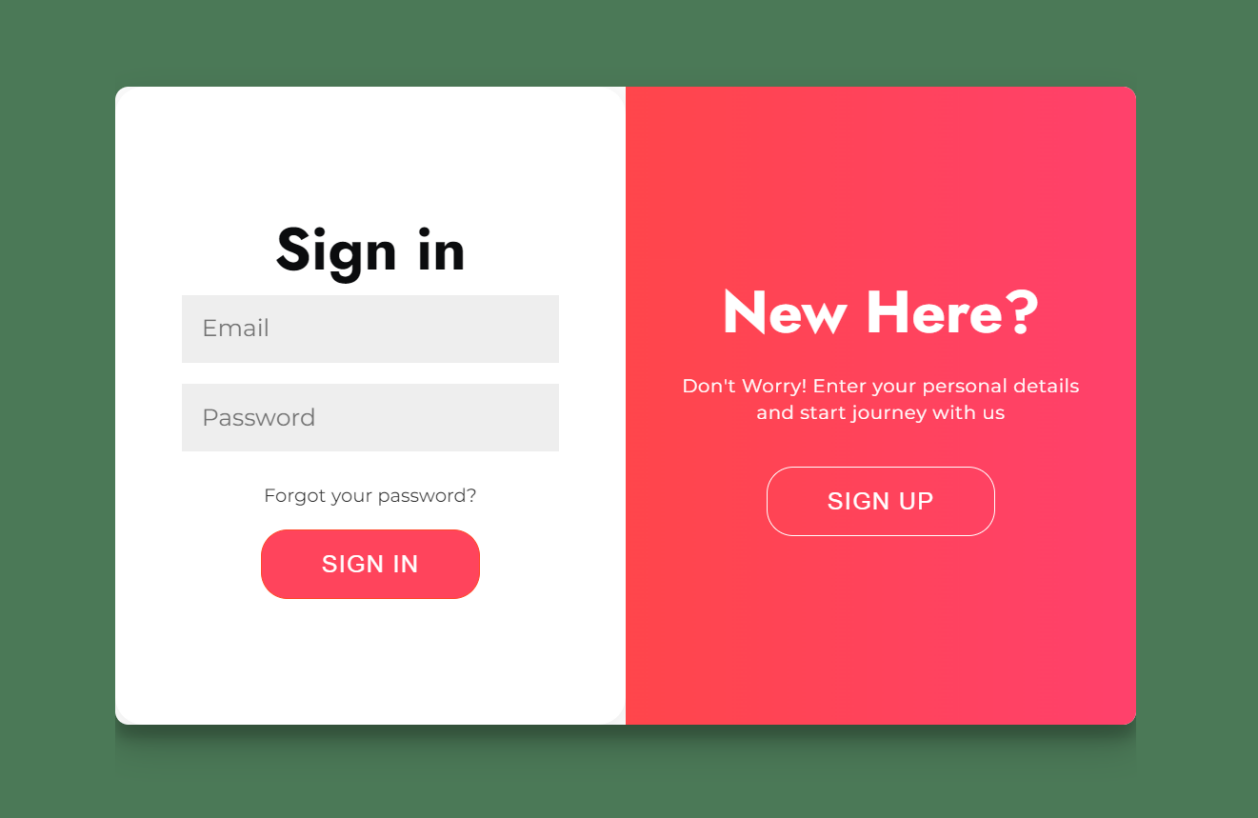 Sign in
Email
Password
Forgot your password?
SIGN IN
New Here?
Don't Worry! Enter your personal details
and start journey with us
SIGN UP